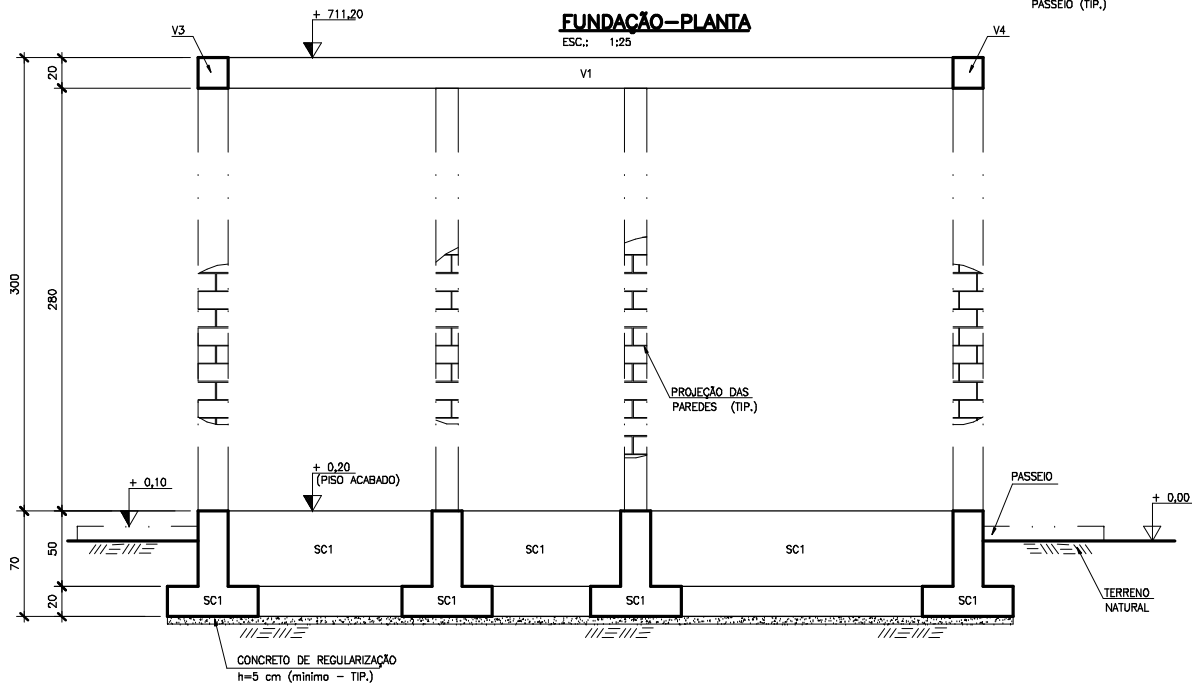 PASSEIO (TIP.)
+ 711,20
FUNDAÇÃO-PLANTA
ESC.: 1:25
V3
V4
20
V1
300
280
PROJEÇÃO DAS
PAREDES (TIP.)
+ 0,20
(PISO ACABADO)
+ 0,10
PASSEIO
+ 0,00
70
50
SC1
SC1
SC1
20
SC1
SC1
SC1
SC1
TERRENO
NATURAL
CONCRETO DE REGULARIZAÇÃO
h=5 cm (mínimo - TIP.)